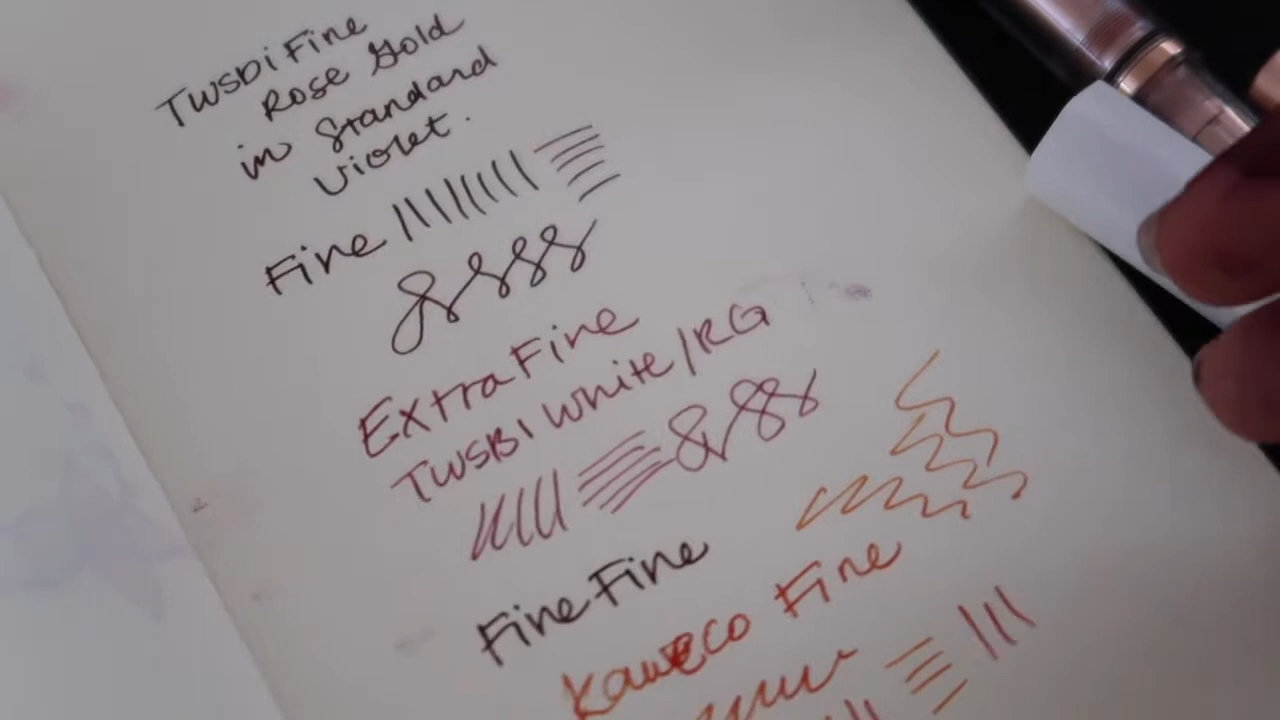 TWSBi Fine
Rose Gold
in Standard
Violet.
Fine
Extra Fine
TWSBI White/RG
Fine Fine
Kaweco Fine